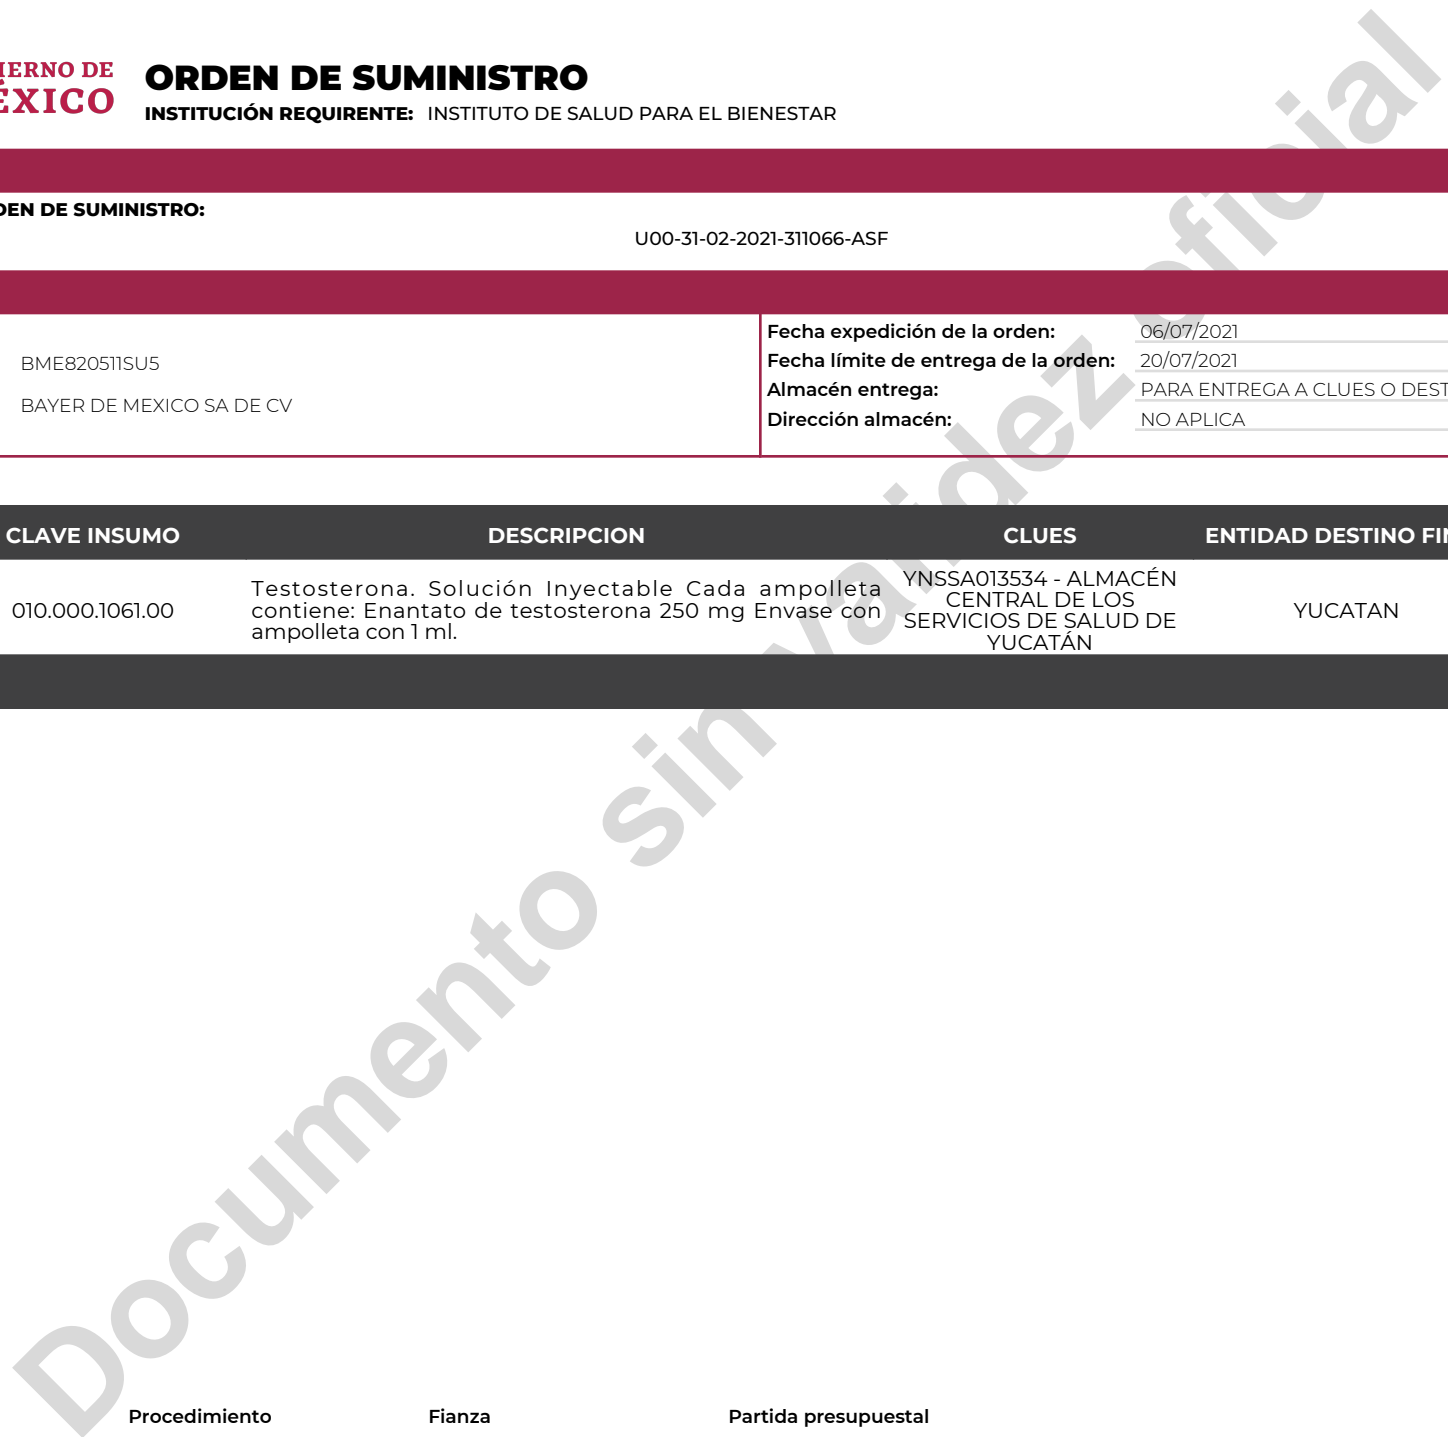 IERNO DE
ÉXICO
ORDEN DE SUMINISTRO
INSTITUCIÓN REQUIRENTE: INSTITUTO DE SALUD PARA EL BIENESTAR
DEN DE SUMINISTRO:
U00-31-02-2021-311066-ASF
BME820511SU5
BAYER DE MEXICO SA DE CV
Fecha expedición de la orden: 06/07/2021
Fecha límite de entrega de la orden: 20/07/2021
Almacén entrega: PARA ENTREGA A CLUES O DEST
Dirección almacén: NO APLICA
CLAVE INSUMO DESCRIPCION CLUES ENTIDAD DESTINO FIN
010.000.1061.00
Testosterona. Solución Inyectable Cada ampolleta
contiene: Enantato de testosterona 250 mg Envase con
ampolleta con 1 ml.
YNSSA013534 - ALMACÉN
CENTRAL DE LOS
SERVICIOS DE SALUD DE
YUCATÁN
YUCATAN
Documento sin validez oficial
Procedimiento Fianza Partida presupuestal